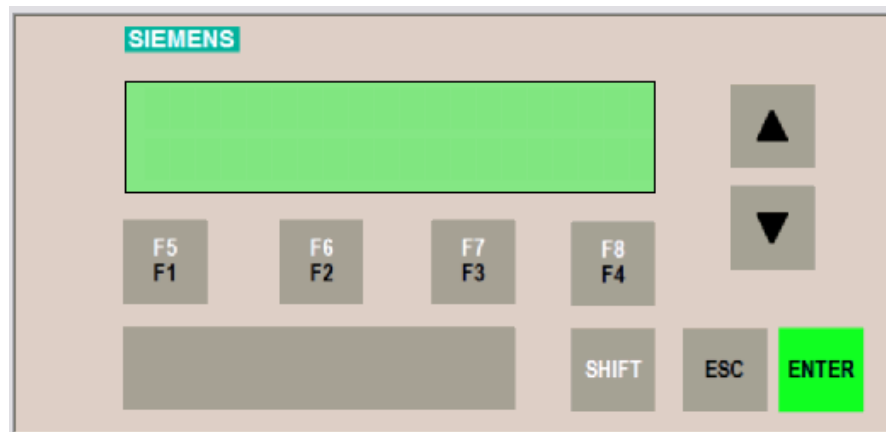 SIEMENS
▲
▼
F5
F1
F6
F2
F7
F3
F8
F4
SHIFT
ESC
ENTER